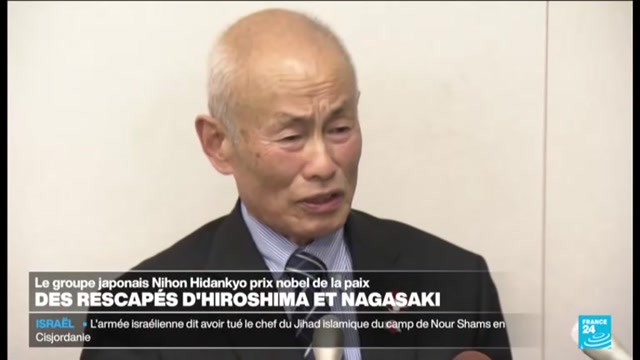 Le groupe japonais Nihon Hidankyo prix nobel de la paix
DES RESCAPÉS D'HIROSHIMA ET NAGASAKI
ISRAËL - L'armée israélienne dit avoir tué le chef du Jihad islamique du camp de Nour Shams en
Cisjordanie
FRANCE
24